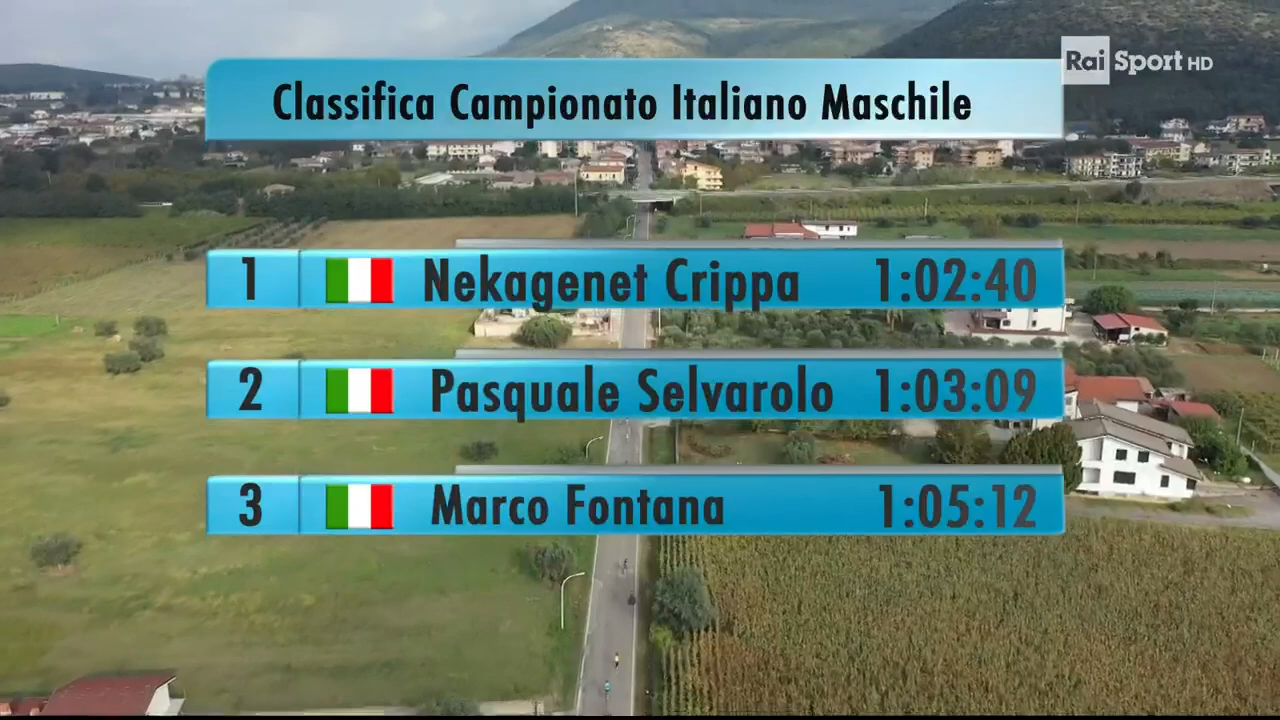 Rai Sport HD
Classifica Campionato Italiano Maschile
1 Nekagenet Crippa 1:02:40
2 Pasquale Selvarolo 1:03:09
3 Marco Fontana 1:05:12